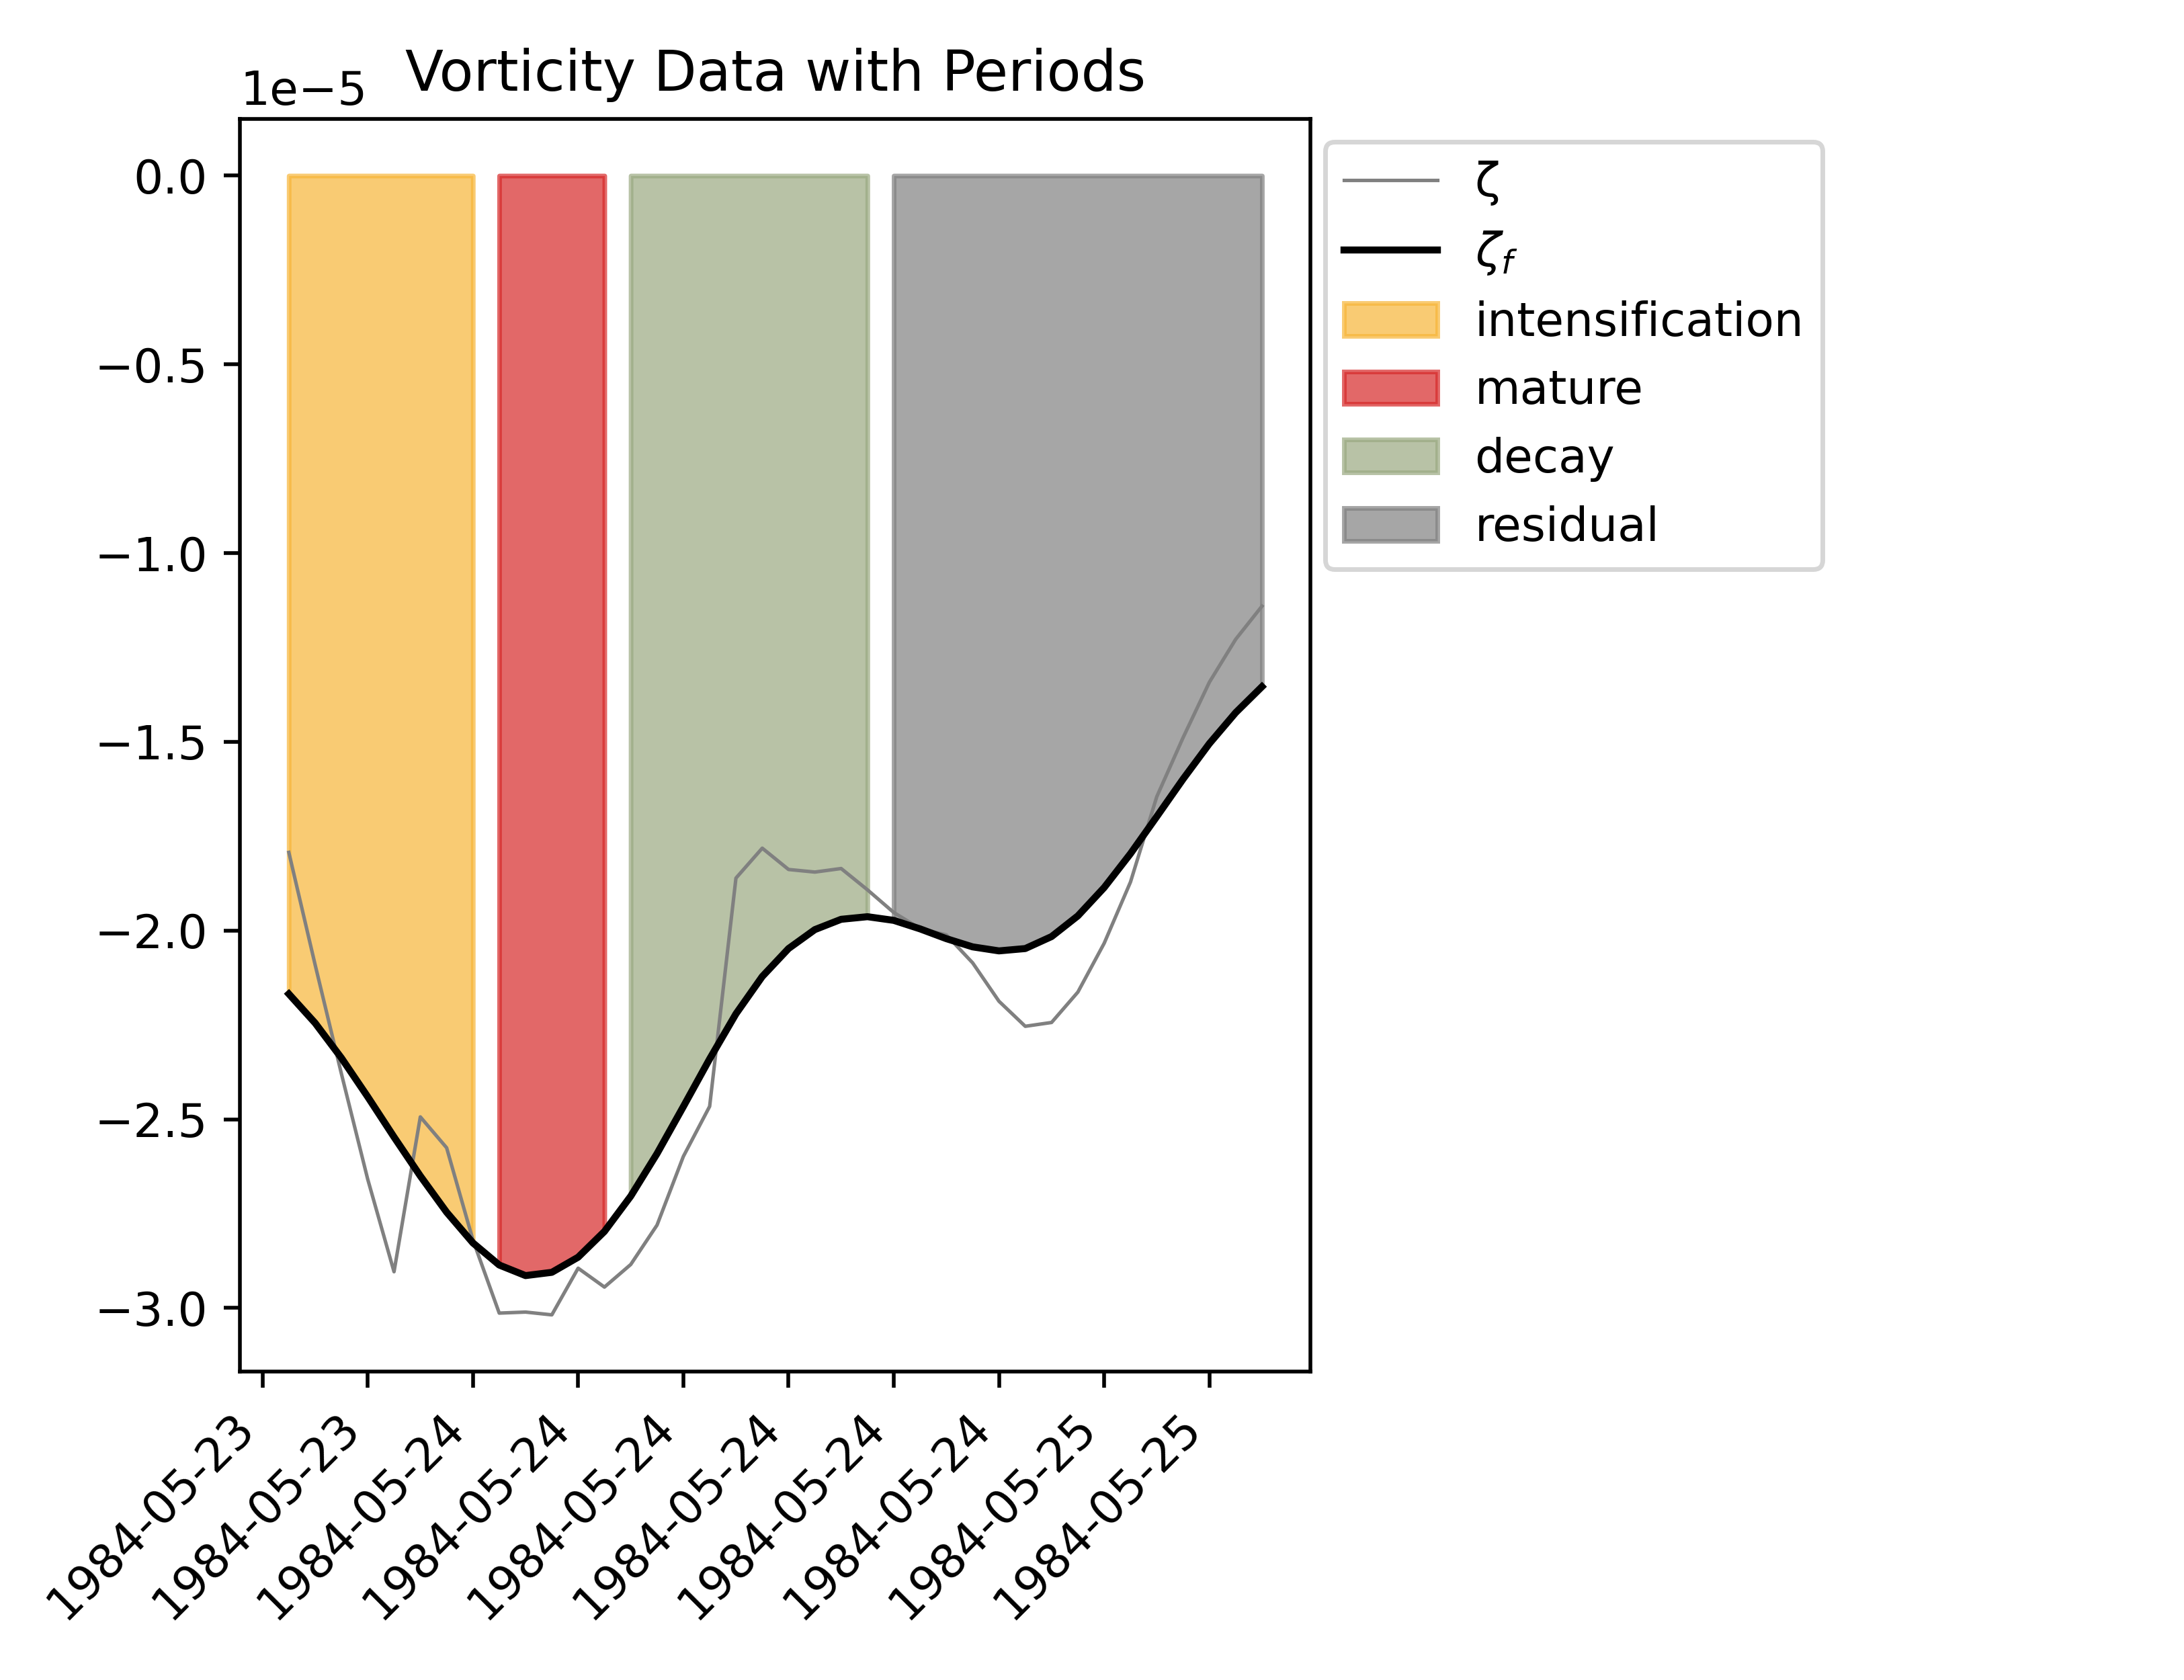 Vorticity Data with Periods
1e−5
0.0
−0.5
−1.0
−1.5
−2.0
−2.5
−3.0
1984-05-23
1984-05-23
1984-05-24
1984-05-24
1984-05-24
1984-05-24
1984-05-24
1984-05-24
1984-05-25
1984-05-25
ζ
ζf
intensification
mature
decay
residual